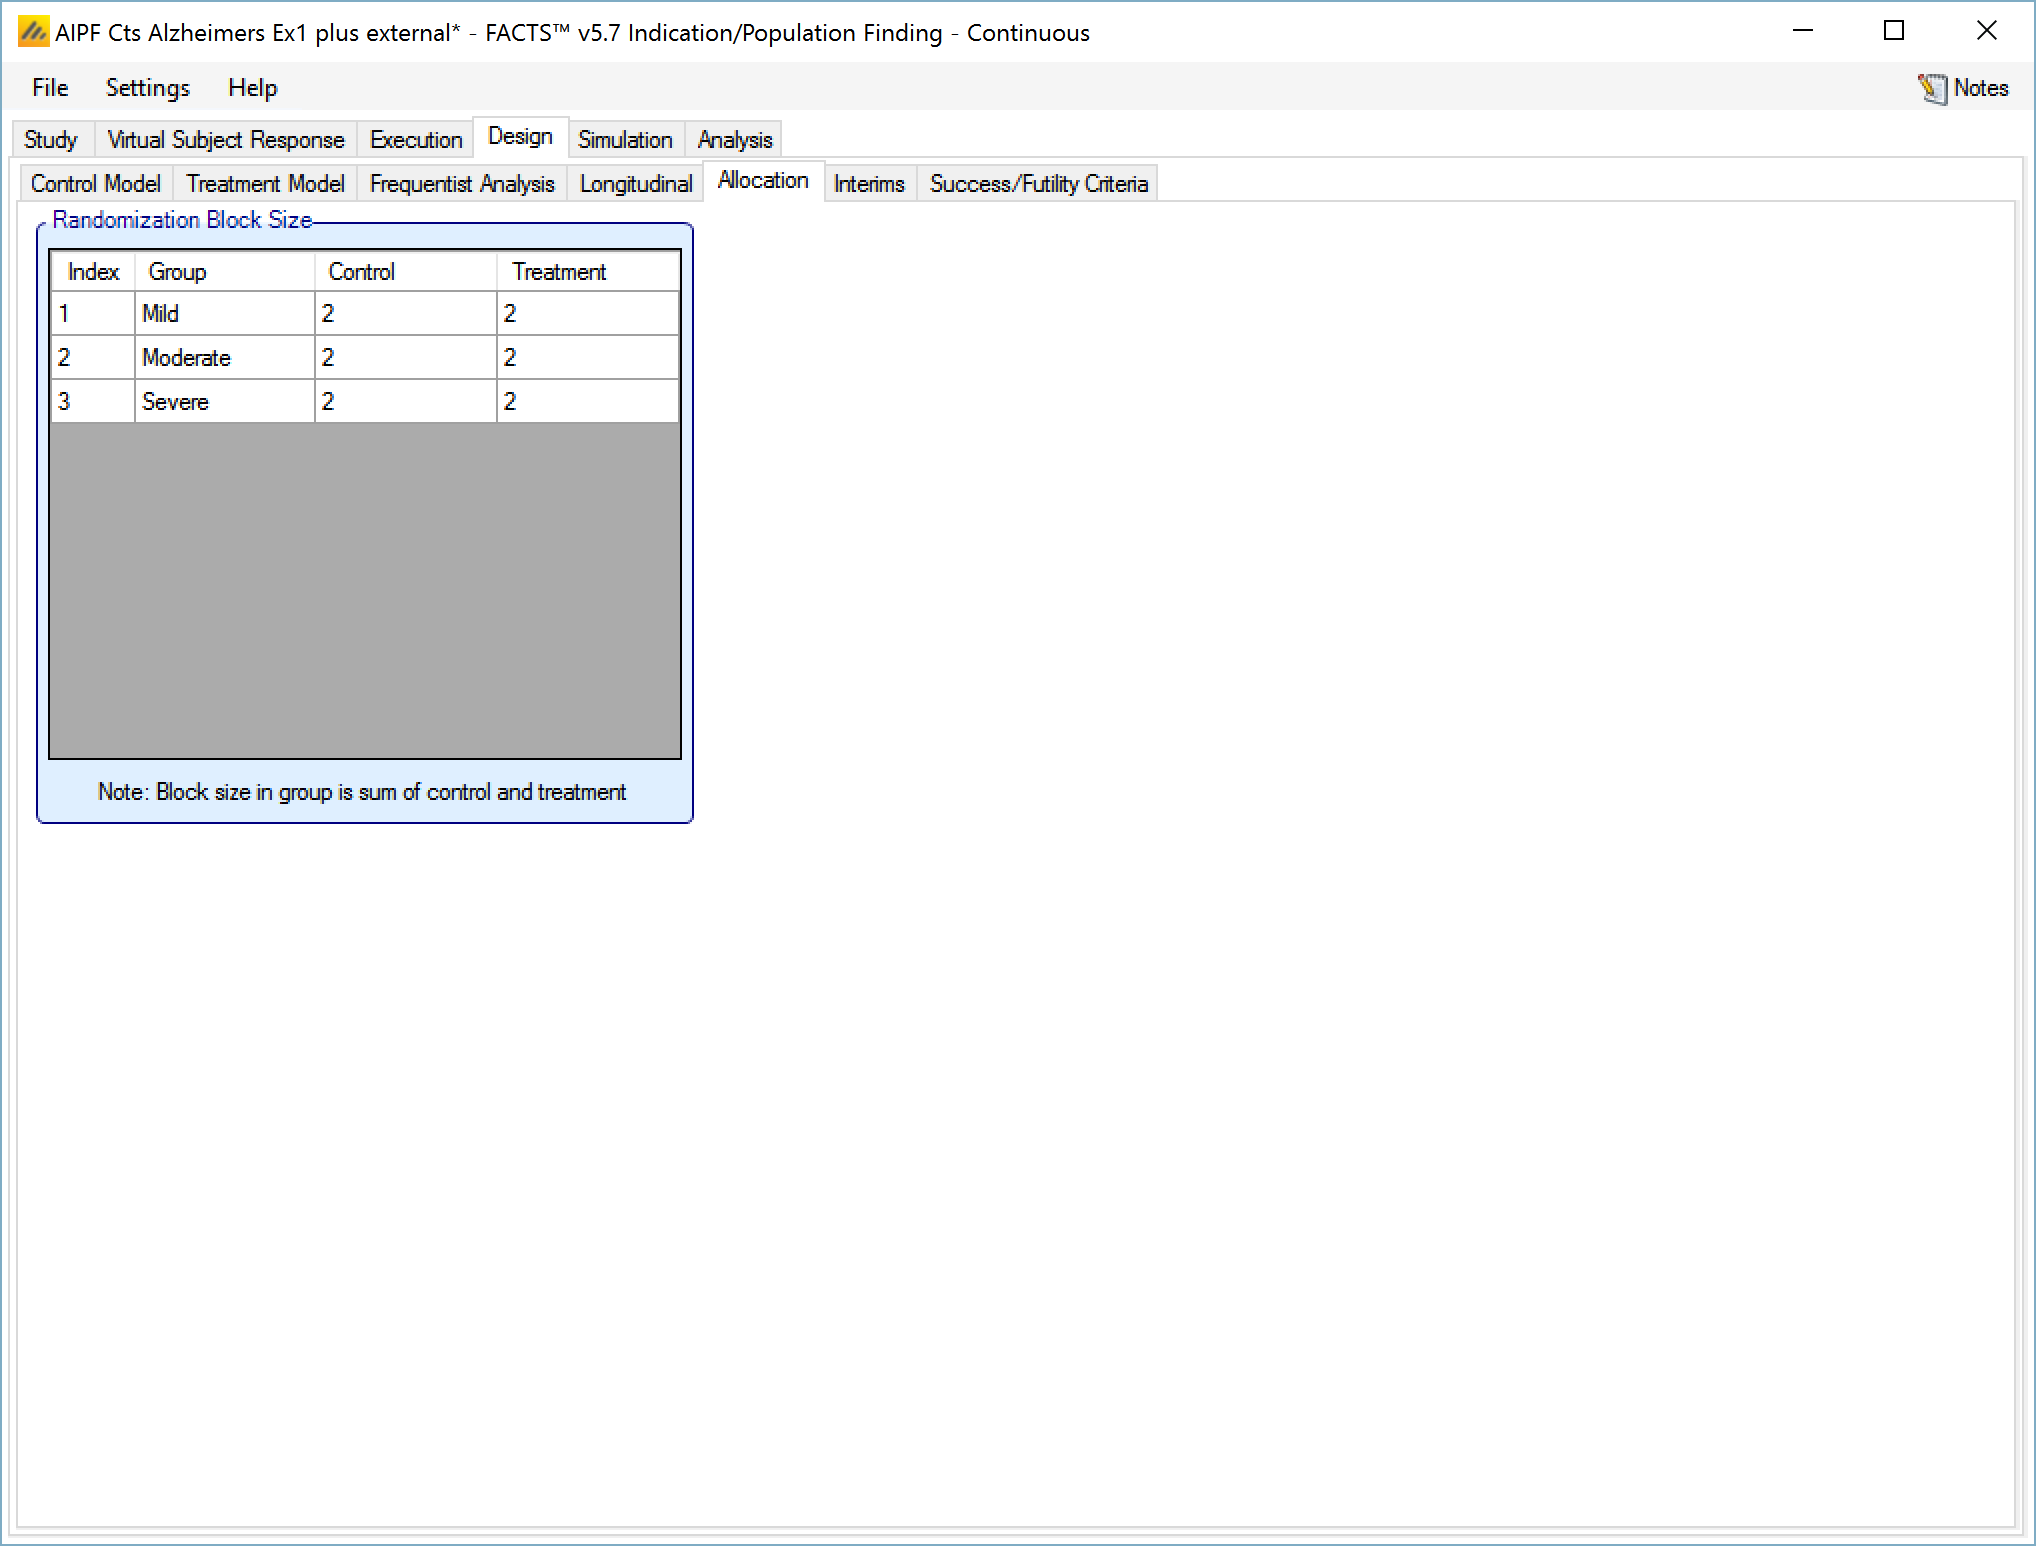 AIPF Cts Alzheimers Ex1 plus external* - FACTS™ v5.7 Indication/Population Finding - Continuous
File Settings Help Notes
Study Virtual Subject Response Execution Design Simulation Analysis
Control Model Treatment Model Frequentist Analysis Longitudinal Allocation Interims Success/Futility Criteria
Randomization Block Size
Index Group Control Treatment
1 Mild 2 2
2 Moderate 2 2
3 Severe 2 2
Note: Block size in group is sum of control and treatment